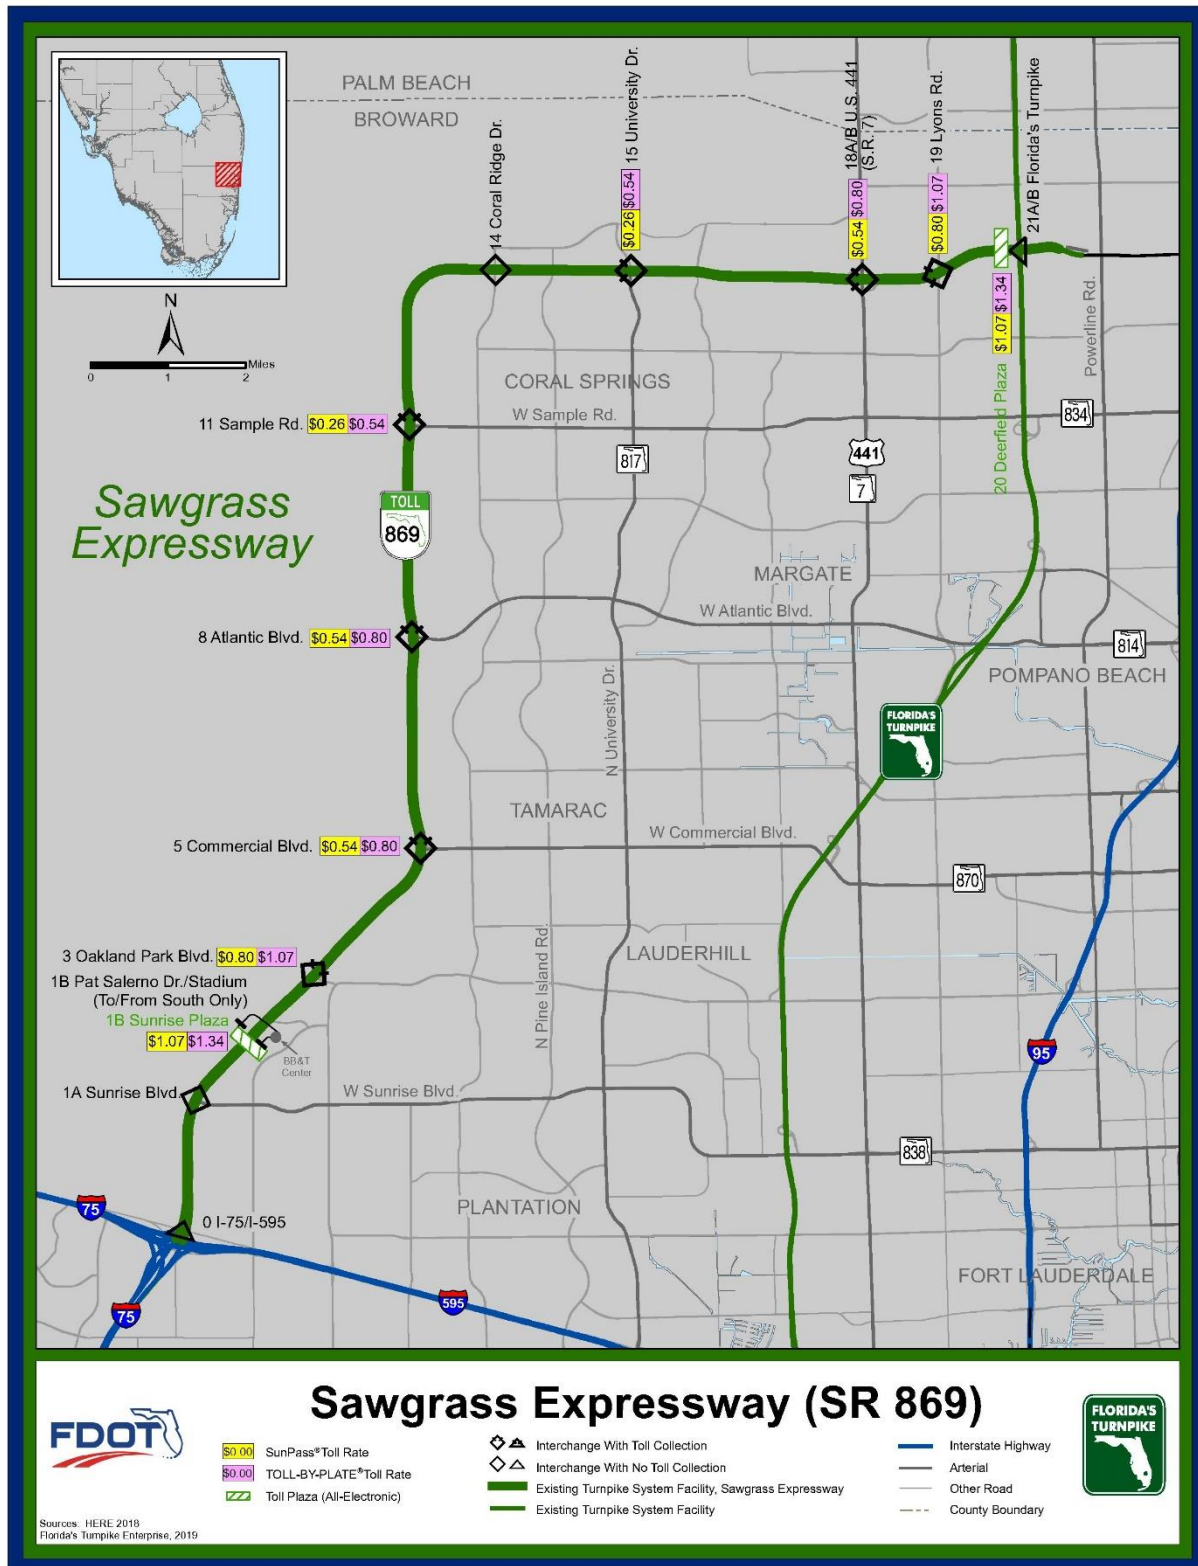 PALM BEACH
BROWARD
14 Coral Ridge Dr.
15 University Dr.
$0.26 $0.54
18A/B U.S. 441
(S.R. 7)
$0.54 $0.80
19 Lyons Rd.
$0.80 $1.07
21A/B Florida's Turnpike
20 Deerfield Plaza $1.07 $1.34
Powerline Rd.
N
Miles
0 1 2
CORAL SPRINGS
11 Sample Rd. $0.26 $0.54
W Sample Rd.
834
817
441
7
Sawgrass
Expressway
TOLL
869
MARGATE
8 Atlantic Blvd. $0.54 $0.80
W Atlantic Blvd.
814
POMPANO BEACH
N University Dr.
FLORIDA'S
TURNPIKE
TAMARAC
5 Commercial Blvd. $0.54 $0.80
W Commercial Blvd.
870
3 Oakland Park Blvd. $0.80 $1.07
LAUDERHILL
N Pine Island Rd.
1B Pat Salerno Dr./Stadium
(To/From South Only)
1B Sunrise Plaza
$1.07 $1.34
BB&T
Center
95
1A Sunrise Blvd.
W Sunrise Blvd.
838
PLANTATION
75
0 I-75/I-595
75
595
FORT LAUDERDALE
Sawgrass Expressway (SR 869)
FDOT
$0.00 SunPass® Toll Rate
$0.00 TOLL-BY-PLATE® Toll Rate
Toll Plaza (All-Electronic)
Interchange With Toll Collection
Interchange With No Toll Collection
Existing Turnpike System Facility, Sawgrass Expressway
Existing Turnpike System Facility
Interstate Highway
Arterial
Other Road
County Boundary
FLORIDA'S
TURNPIKE
Sources: HERE 2018
Florida's Turnpike Enterprise, 2019